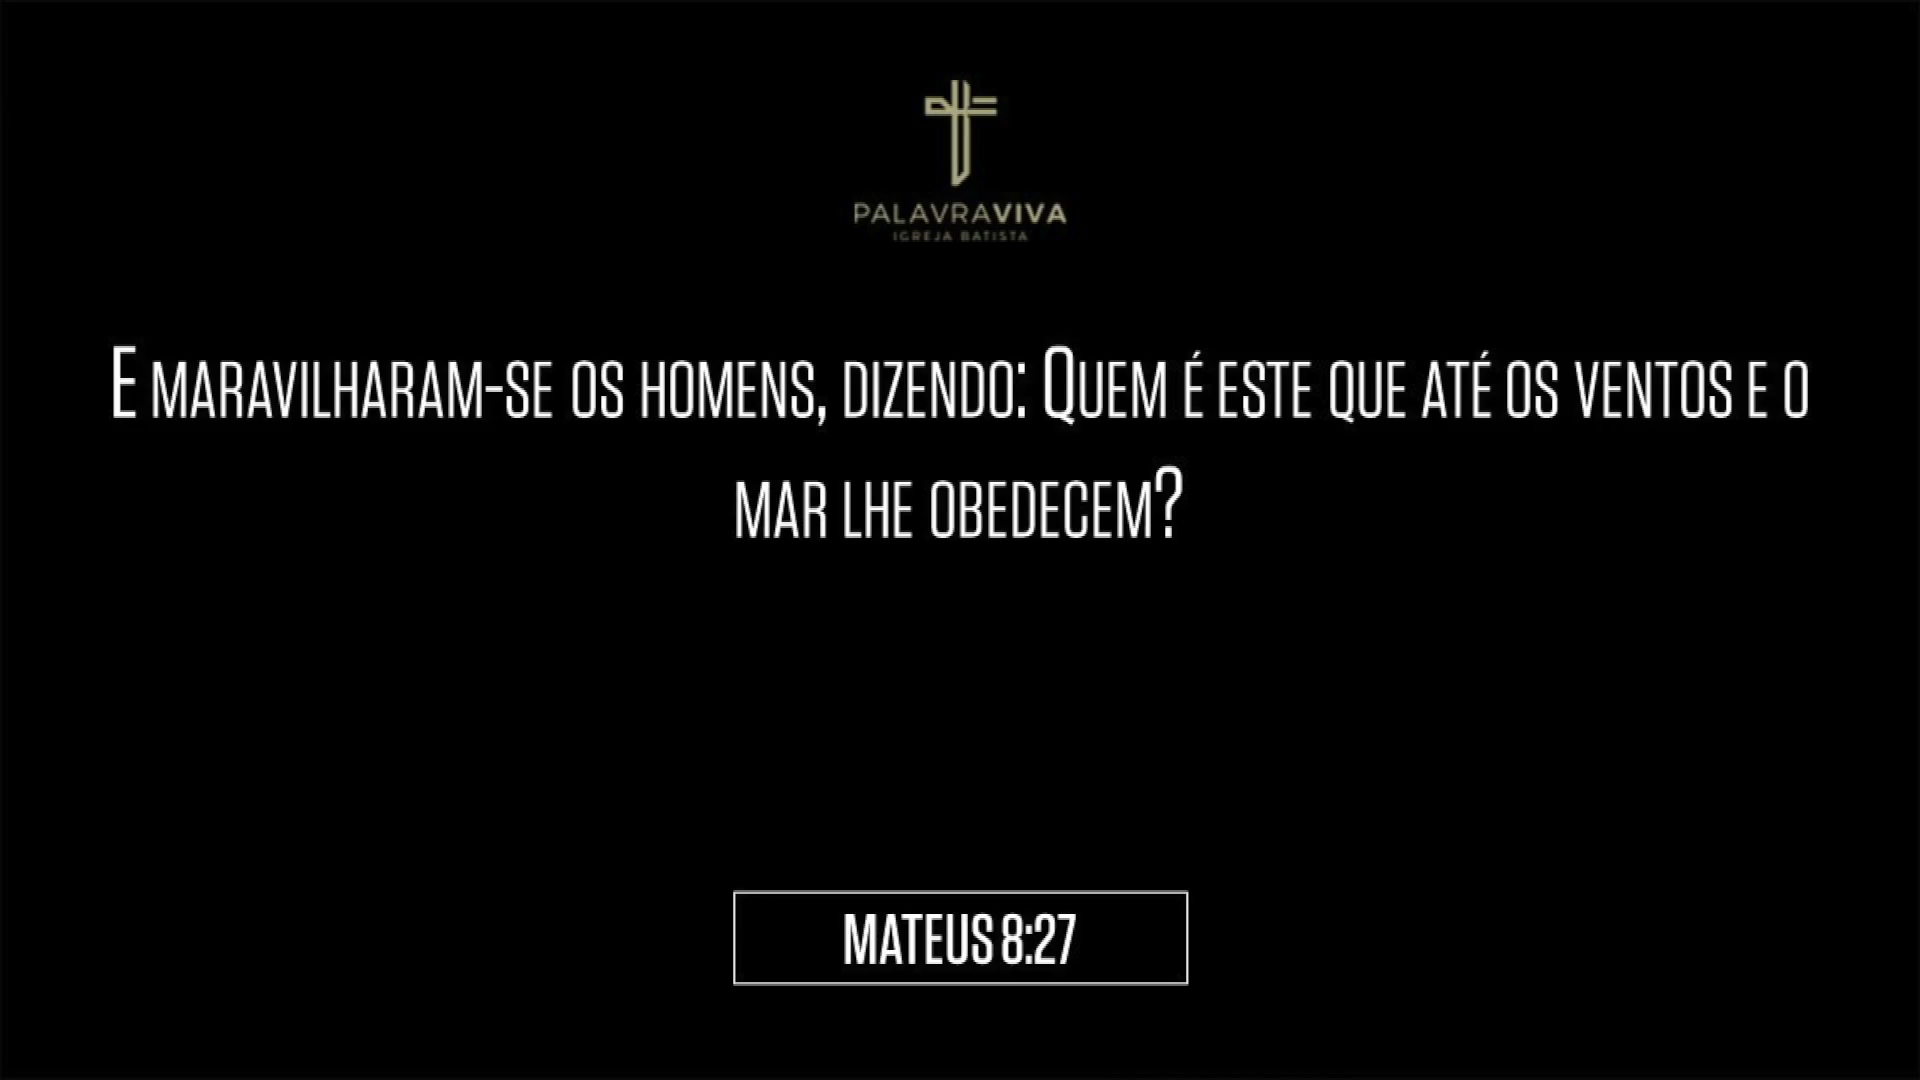 PALAVRAVIVA
IGREJA BATISTA
E MARAVILHARAM-SE OS HOMENS, DIZENDO: QUEM É ESTE QUE ATÉ OS VENTOS E O
MAR LHE OBEDECEM?
MATEUS 8:27